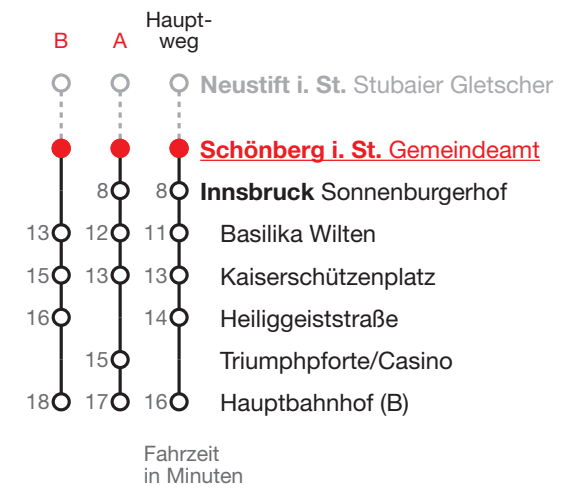 B A Haupt-
weg
Neustift i. St. Stubaier Gletscher
Schönberg i. St. Gemeindeamt
8 8 Innsbruck Sonnenburgerhof
13 12 11 Basilika Wilten
15 13 13 Kaiserschützenplatz
16 14 Heiliggeiststraße
15 Triumphpforte/Casino
18 17 16 Hauptbahnhof (B)
Fahrzeit
in Minuten